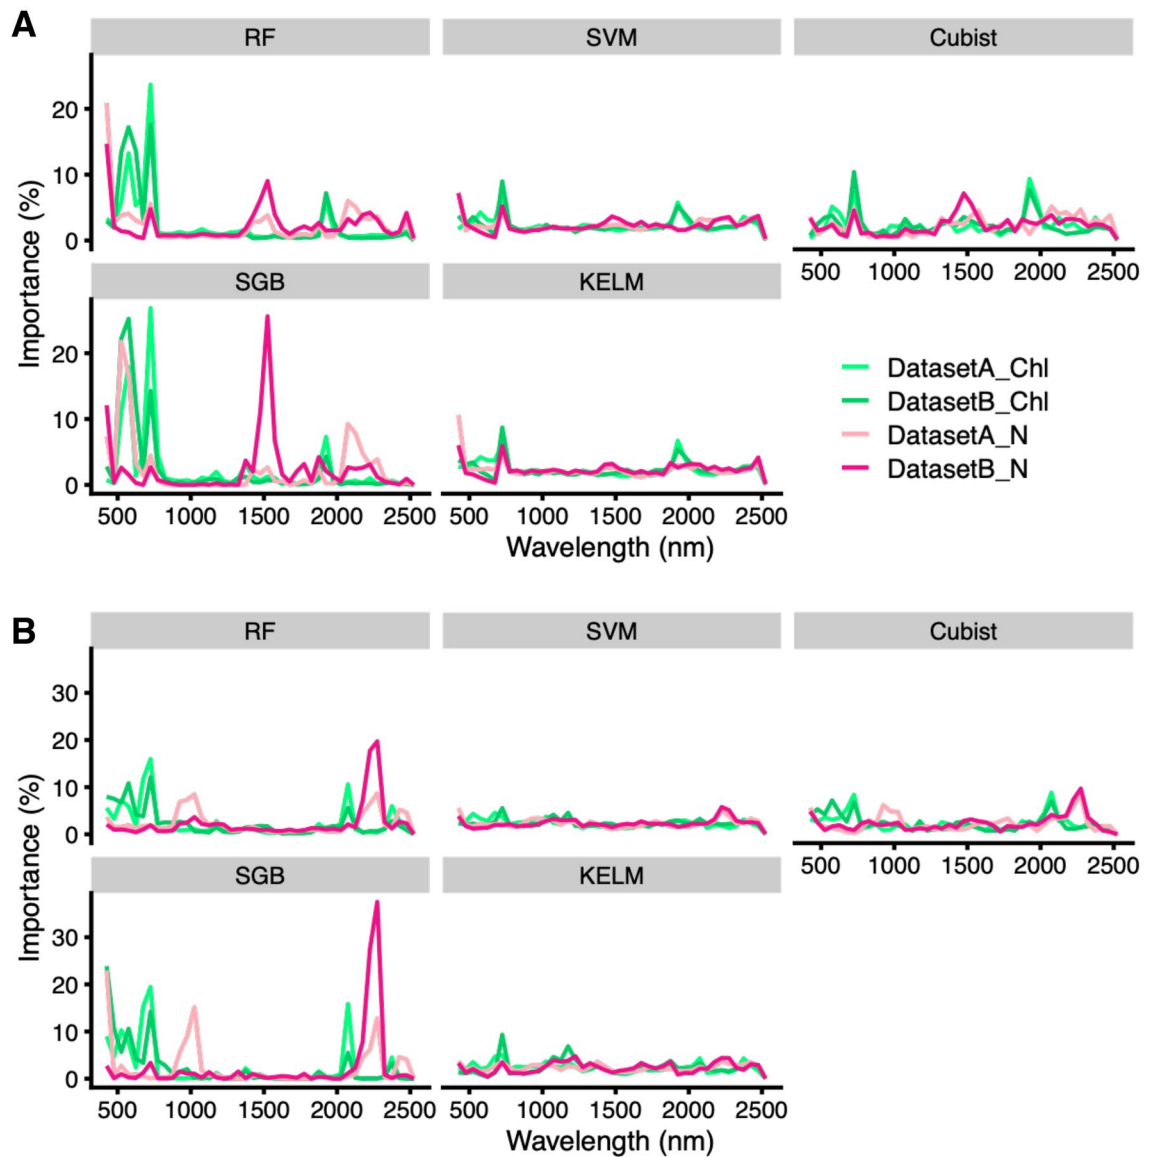 A
RF SVM Cubist
20
10
0
500 1000 1500 2000 2500
SGB KELM
20
10
0
500 1000 1500 2000 2500 500 1000 1500 2000 2500
Importance (%)
Wavelength (nm)
DatasetA_Chl
DatasetB_Chl
DatasetA_N
DatasetB_N
B
RF SVM Cubist
30
20
10
0
500 1000 1500 2000 2500
SGB KELM
30
20
10
0
500 1000 1500 2000 2500 500 1000 1500 2000 2500
Importance (%)
Wavelength (nm)